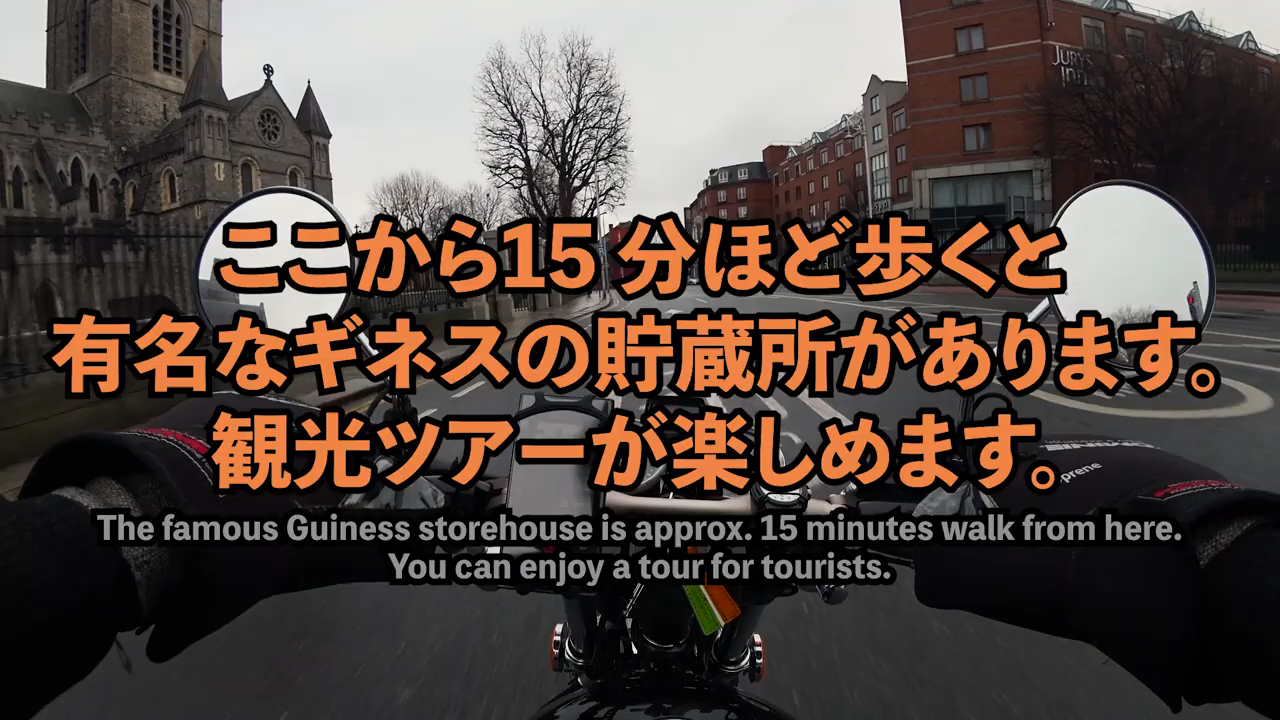 JURYS
INN
ここから15 分ほど歩くと
有名なギネスの貯蔵所があります。
観光ツアーが楽しめます。
prene
The famous Guiness storehouse is approx. 15 minutes walk from here.
You can enjoy a tour for tourists.